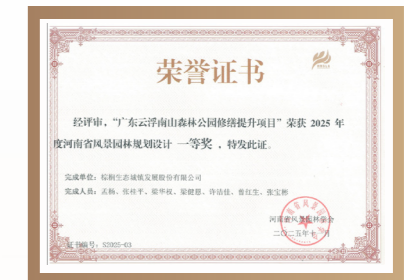 荣誉证书
经评审，“广东云浮南山森林公园修缮提升项目”荣获 2025 年
度河南省风景园林规划设计 一等奖 ，特发此证。
完成单位：棕榈生态城镇发展股份有限公司
完成人员：孟杨、张桂平、梁华权、梁健恩、许洁佳、曾红生、张宝彬
河南省风景园林学会
二〇二五年十月
证书编号：S2025-03